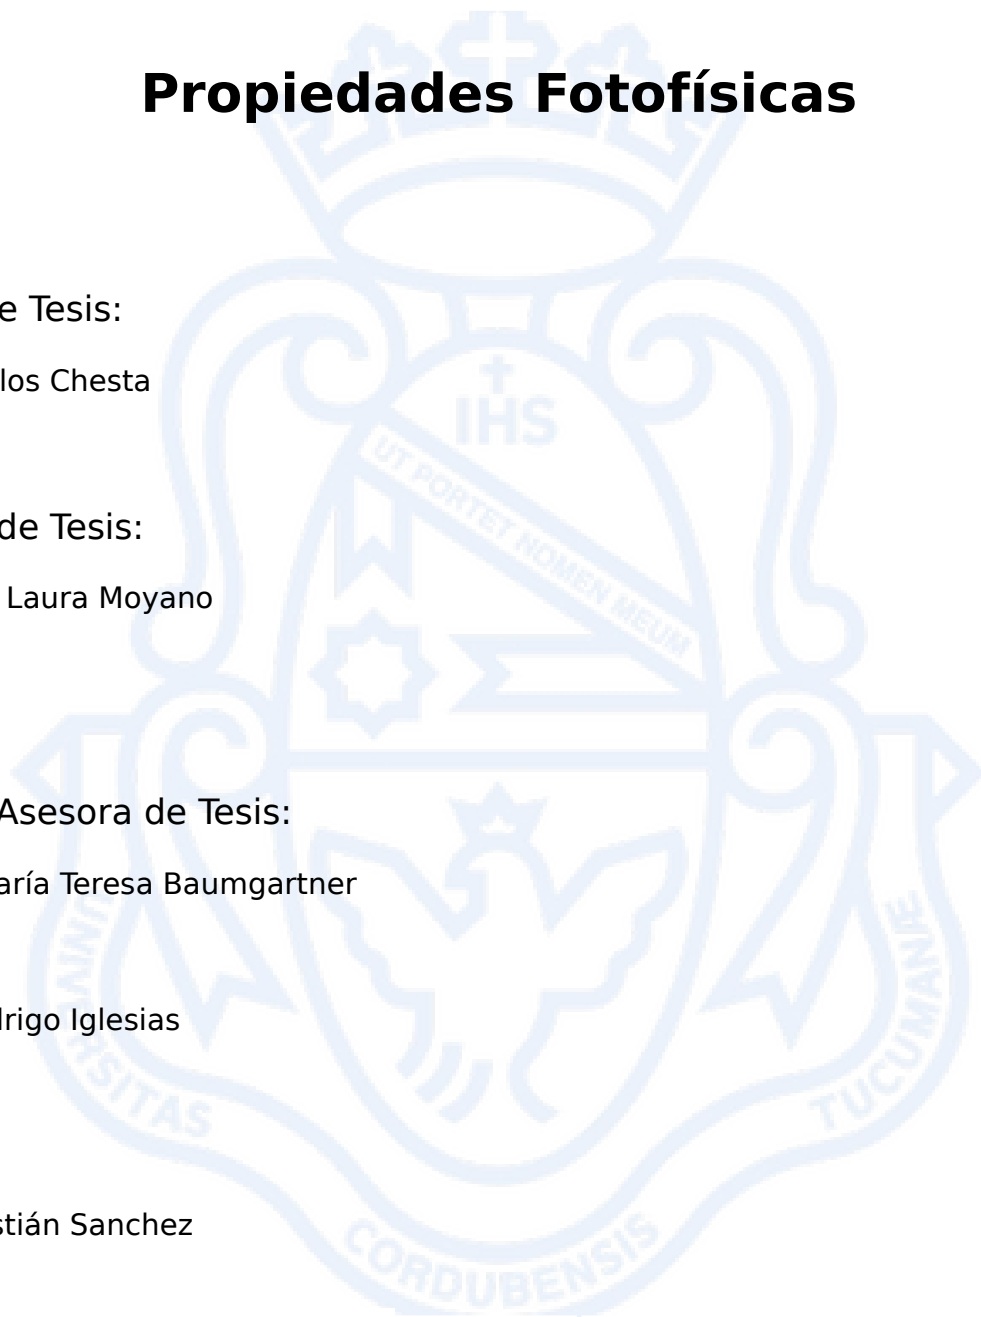 Propiedades Fotofísicas
e Tesis:
los Chesta
de Tesis:
Laura Moyano
Asesora de Tesis:
aría Teresa Baumgartner
drigo Iglesias
stián Sanchez
IHS
UT PORTET NOMEN MEUM
UNIVERSITAS
CORDUBENSIS
TUCUMANÆ